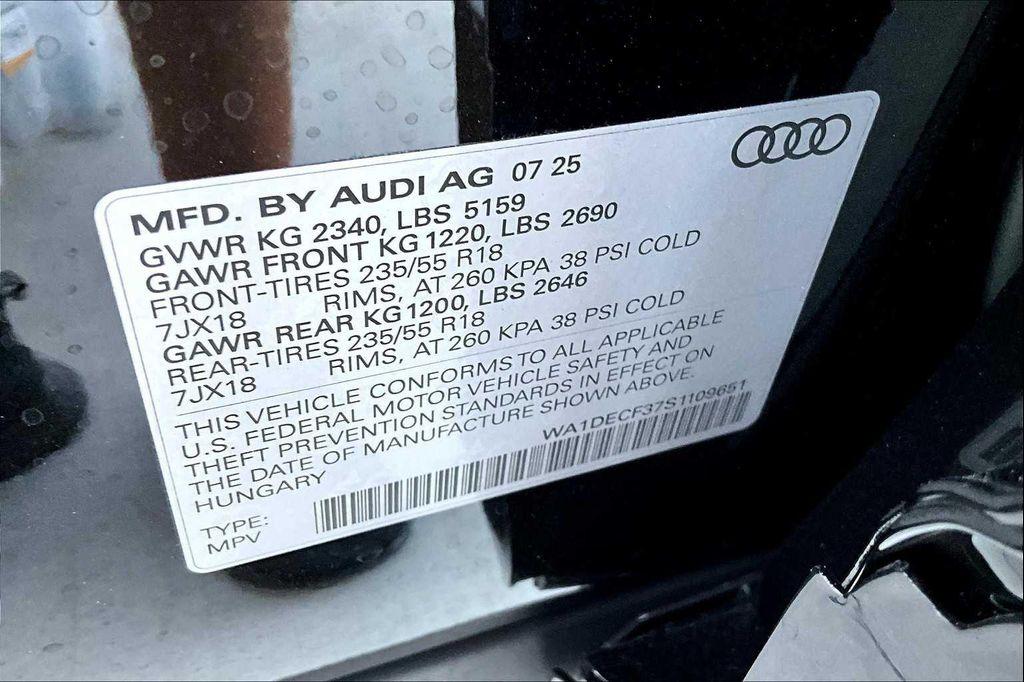 MFD. BY AUDI AG 07 25
GVWR KG 2340, LBS 5159
GAWR FRONT KG 1220, LBS 2690
FRONT-TIRES 235/55 R18
7JX18 RIMS, AT 260 KPA 38 PSI COLD
GAWR REAR KG 1200, LBS 2646
REAR-TIRES 235/55 R18
7JX18 RIMS, AT 260 KPA 38 PSI COLD
THIS VEHICLE CONFORMS TO ALL APPLICABLE
U.S. FEDERAL MOTOR VEHICLE SAFETY AND
THEFT PREVENTION STANDARDS IN EFFECT ON
THE DATE OF MANUFACTURE SHOWN ABOVE.
HUNGARY WA1DECF37S1109651
TYPE:
MPV